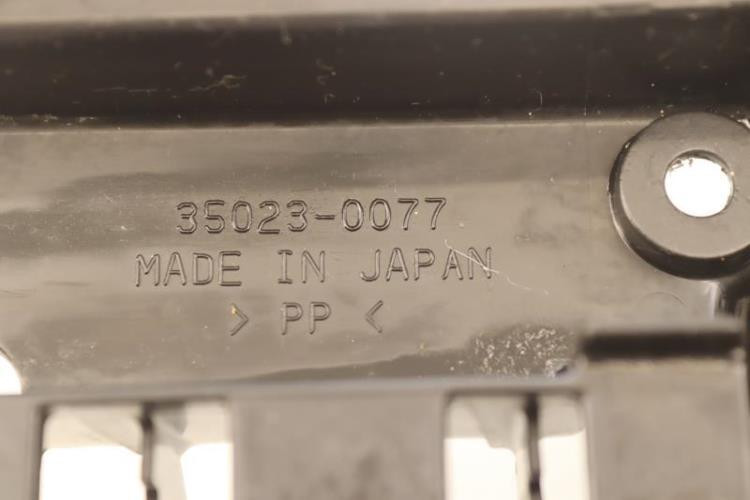 35023-0077
MADE IN JAPAN
> PP <